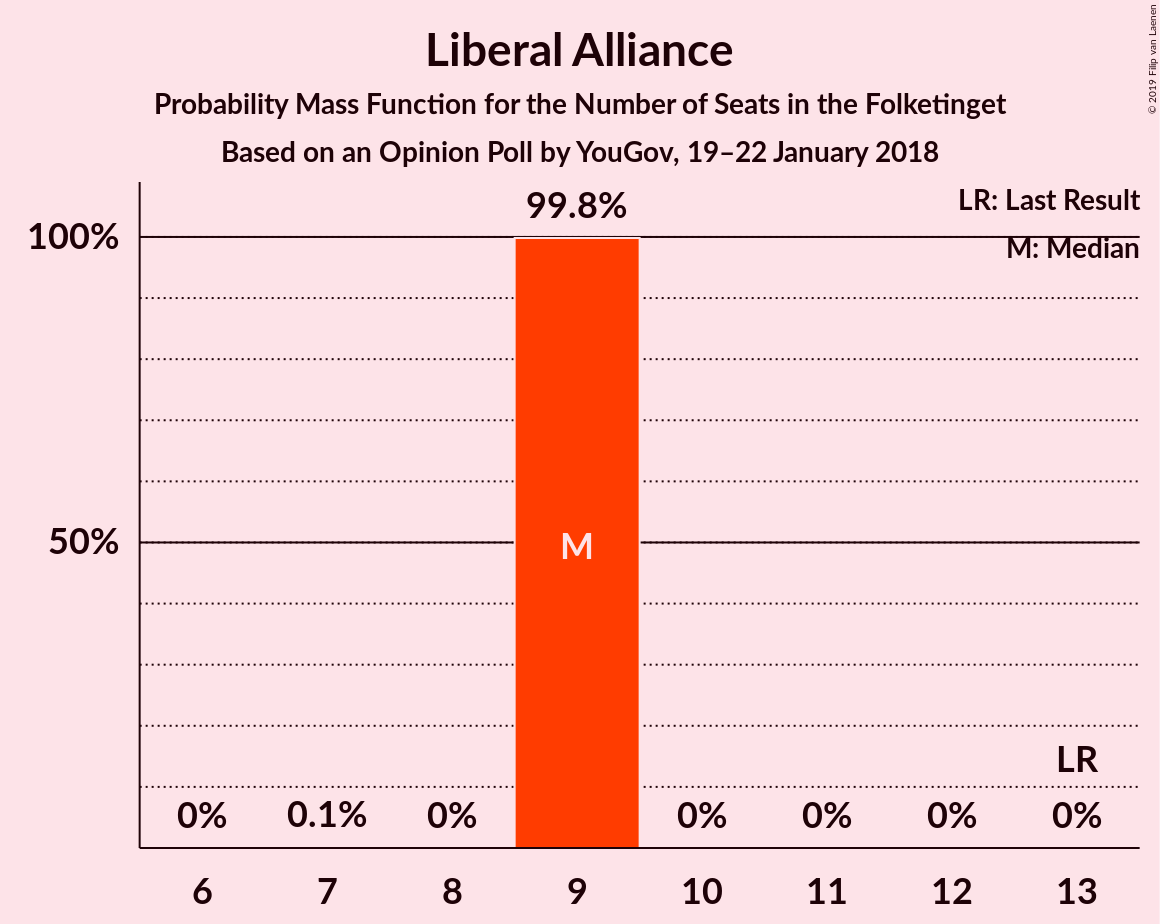 Liberal Alliance
Probability Mass Function for the Number of Seats in the Folketinget
Based on an Opinion Poll by YouGov, 19–22 January 2018
© 2019 Filip van Laenen
LR: Last Result
M: Median
99.8%
100%
50%
M
LR
0%
0.1%
0%
0%
0%
0%
0%
6
7
8
9
10
11
12
13